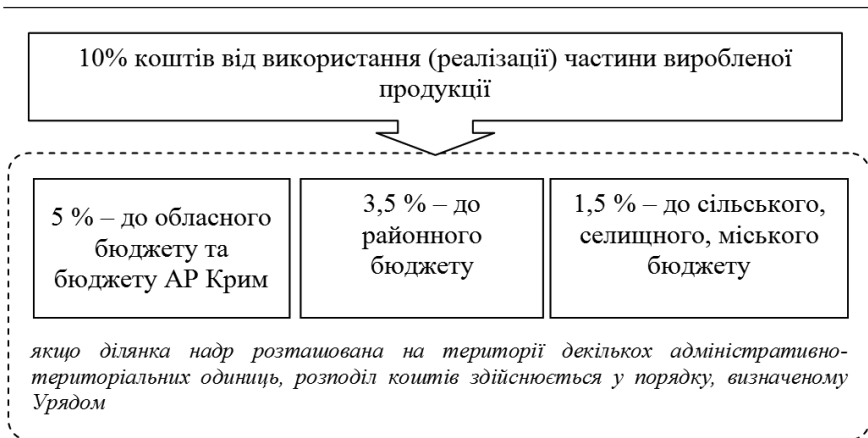 10% коштів від використання (реалізації) частини виробленої
продукції
5 % – до обласного
бюджету та
бюджету АР Крим
3,5 % – до
районного
бюджету
1,5 % – до сільського,
селищного, міського
бюджету
якщо ділянка надр розташована на території декількох адміністративно-
територіальних одиниць, розподіл коштів здійснюється у порядку, визначеному
Урядом